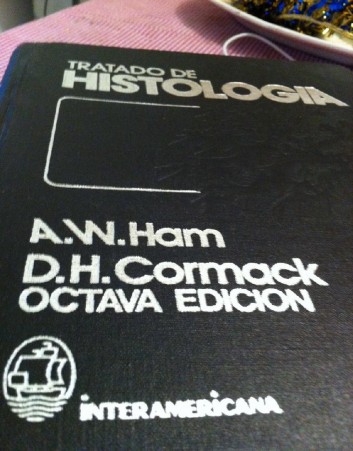 TRATADO DE
HISTOLOGIA
A.W.Ham
D.H.Cormack
OCTAVA EDICION
INTERAMERICANA